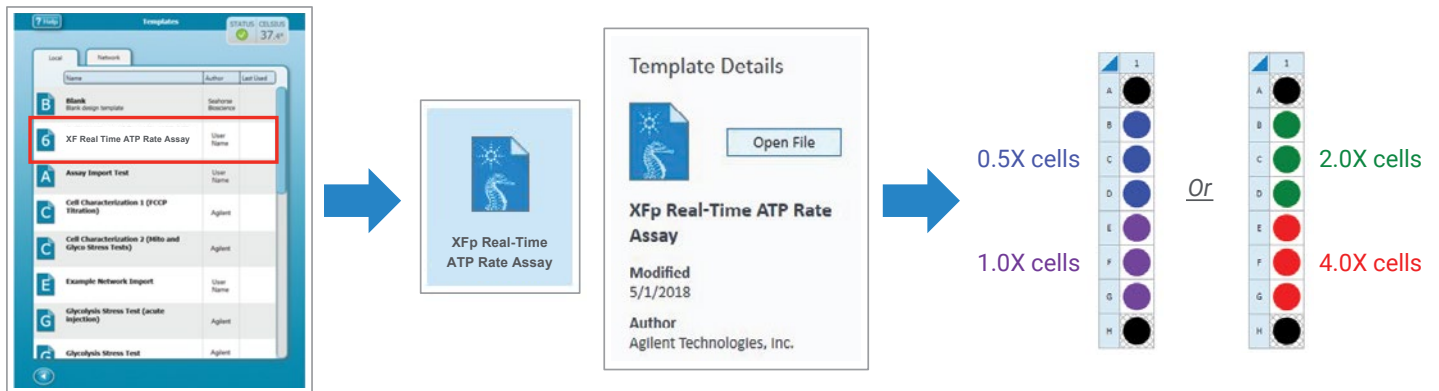 ? Help
Templates
STATUS CELSIUS
37.4°
Local
Network
Name
Author
Last Used
B
Blank
Blank design template
Seahorse
Bioscience
6
XF Real Time ATP Rate Assay
User
Name
A
Assay Import Test
User
Name
C
Cell Characterization 1 (FCCP
Titration)
Agilent
C
Cell Characterization 2 (Mito and
Glyco Stress Tests)
Agilent
E
Example Network Import
User
Name
G
Glycolysis Stress Test (acute
injection)
Agilent
G
Glycolysis Stress Test
Agilent
XFp Real-Time
ATP Rate Assay
Template Details
Open File
XFp Real-Time ATP Rate
Assay
Modified
5/1/2018
Author
Agilent Technologies, Inc.
0.5X cells
1.0X cells
1
A
B
C
D
E
F
G
H
Or
1
A
B
C
D
E
F
G
H
2.0X cells
4.0X cells